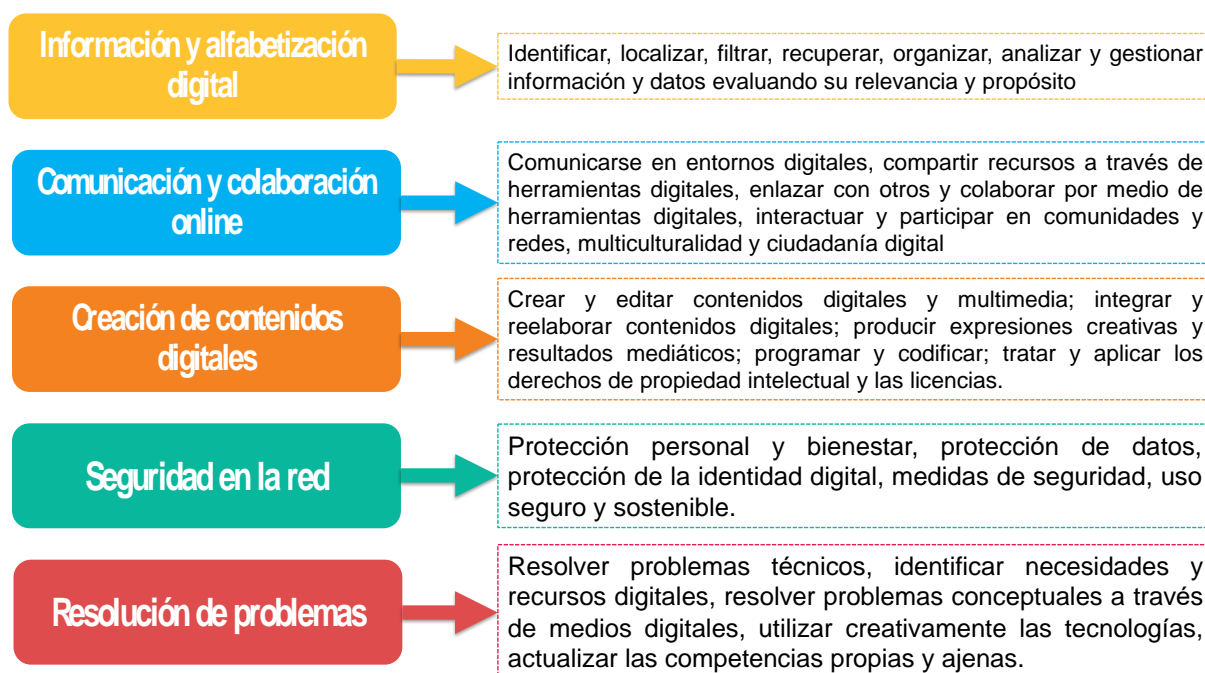 Información y alfabetización
digital
Identificar, localizar, filtrar, recuperar, organizar, analizar y gestionar
información y datos evaluando su relevancia y propósito
Comunicación y colaboración
online
Comunicarse en entornos digitales, compartir recursos a través de
herramientas digitales, enlazar con otros y colaborar por medio de
herramientas digitales, interactuar y participar en comunidades y
redes, multiculturalidad y ciudadanía digital
Creación de contenidos
digitales
Crear y editar contenidos digitales y multimedia; integrar y
reelaborar contenidos digitales; producir expresiones creativas y
resultados mediáticos; programar y codificar; tratar y aplicar los
derechos de propiedad intelectual y las licencias.
Seguridad en la red
Protección personal y bienestar, protección de datos,
protección de la identidad digital, medidas de seguridad, uso
seguro y sostenible.
Resolución de problemas
Resolver problemas técnicos, identificar necesidades y
recursos digitales, resolver problemas conceptuales a través
de medios digitales, utilizar creativamente las tecnologías,
actualizar las competencias propias y ajenas.